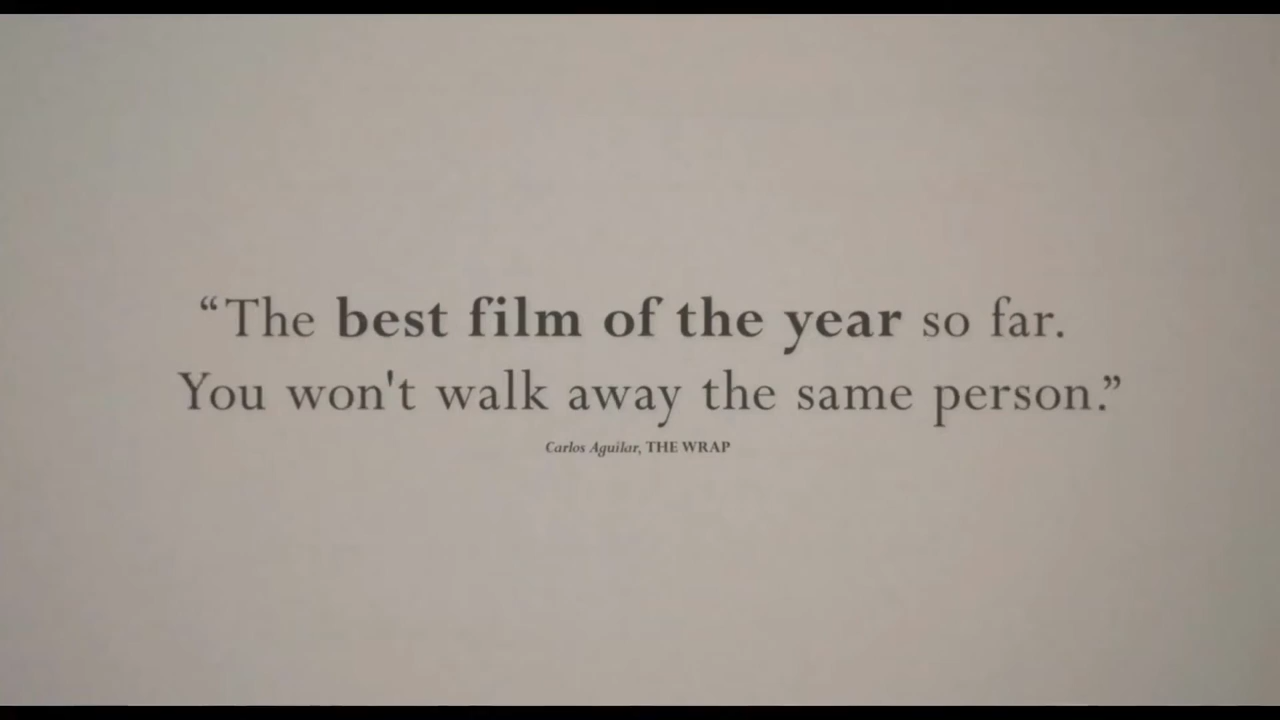 “The best film of the year so far.
You won't walk away the same person.”
Carlos Aguilar, THE WRAP